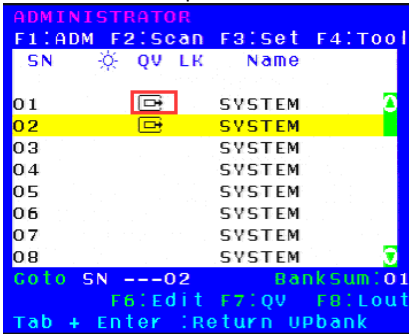 ADMINISTRATOR
F1:ADM F2:Scan F3:Set F4:Tool
SN QV LK Name
01 SYSTEM
02 SYSTEM
03 SYSTEM
04 SYSTEM
05 SYSTEM
06 SYSTEM
07 SYSTEM
08 SYSTEM
Goto SN ---02 BankSum:01
F6:Edit F7:QV F8:Lout
Tab + Enter :Return UPbank